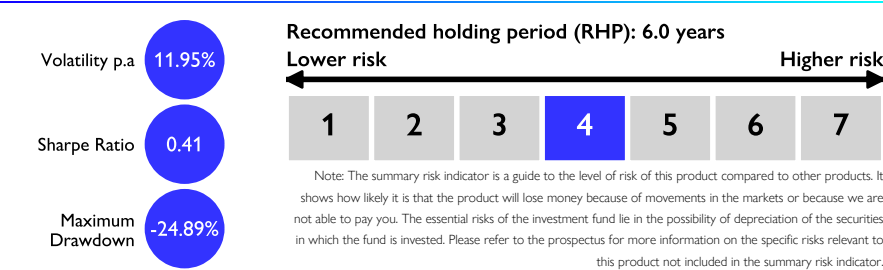 Volatility p.a
11.95%
Sharpe Ratio
0.41
Maximum
Drawdown
-24.89%
Recommended holding period (RHP): 6.0 years
Lower risk
Higher risk
1 2 3 4 5 6 7
Note: The summary risk indicator is a guide to the level of risk of this product compared to other products. It
shows how likely it is that the product will lose money because of movements in the markets or because we are
not able to pay you. The essential risks of the investment fund lie in the possibility of depreciation of the securities
in which the fund is invested. Please refer to the prospectus for more information on the specific risks relevant to
this product not included in the summary risk indicator.